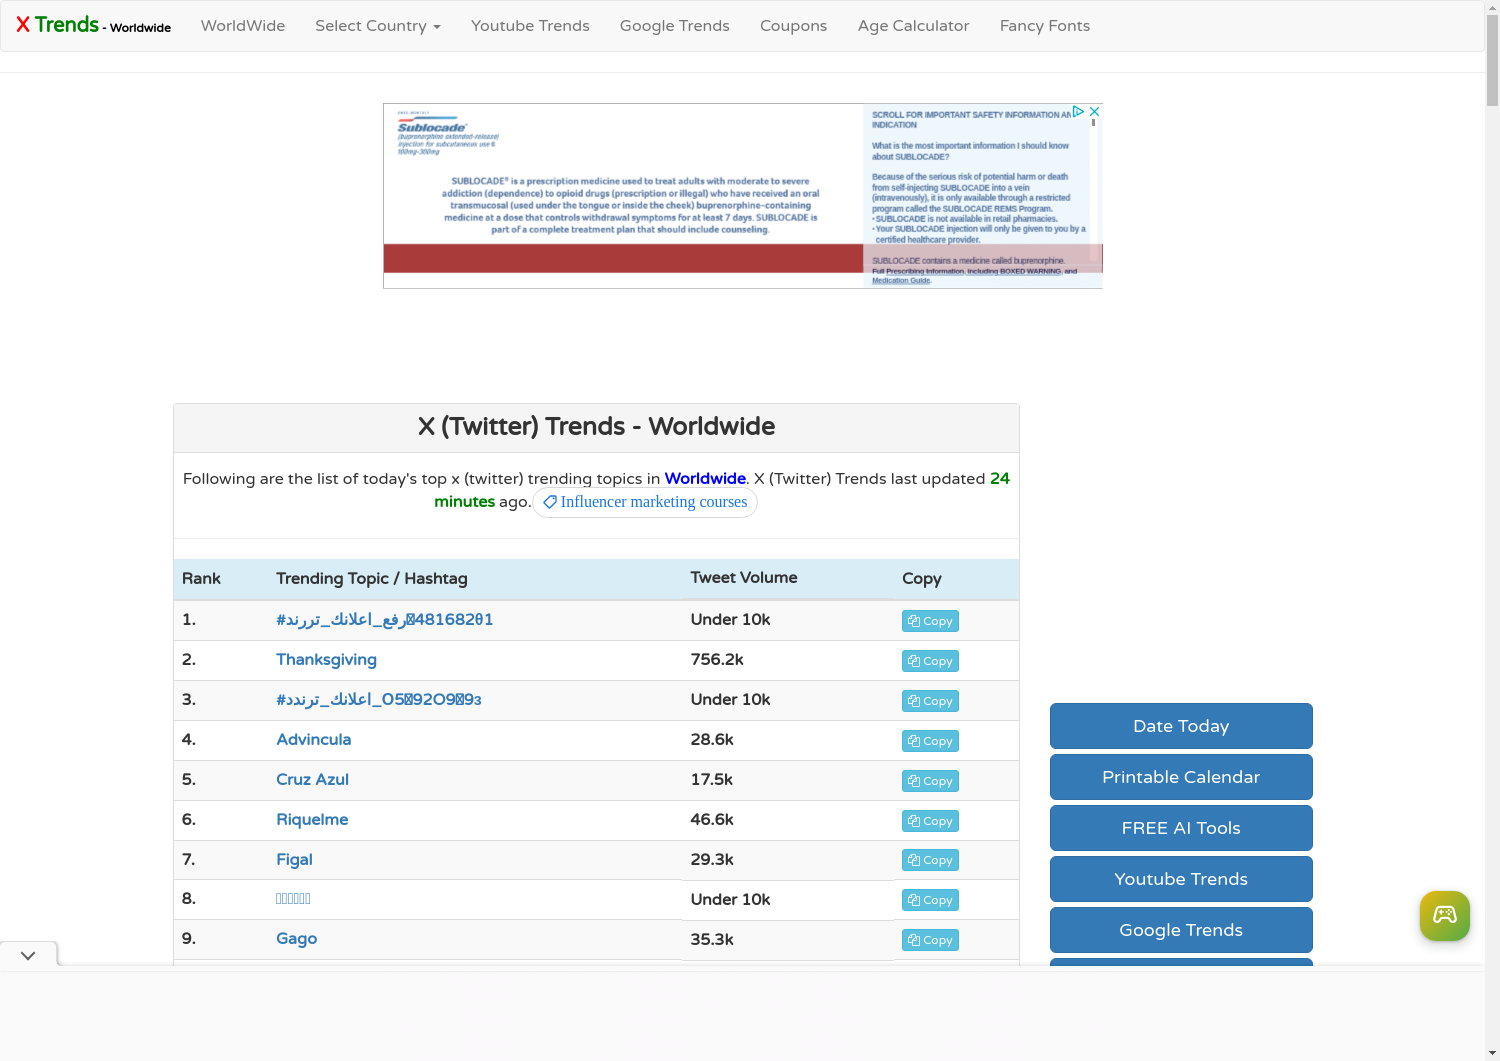 X Trends - Worldwide
WorldWide
Select Country
Youtube Trends
Google Trends
Coupons
Age Calculator
Fancy Fonts
ONCE-MONTHLY
Sublocade®
(buprenorphine extended-release)
injection for subcutaneous use ℞
100mg·300mg
SUBLOCADE® is a prescription medicine used to treat adults with moderate to severe
addiction (dependence) to opioid drugs (prescription or illegal) who have received an oral
transmucosal (used under the tongue or inside the cheek) buprenorphine-containing
medicine at a dose that controls withdrawal symptoms for at least 7 days. SUBLOCADE is
part of a complete treatment plan that should include counseling.
SCROLL FOR IMPORTANT SAFETY INFORMATION AN
INDICATION
What is the most important information I should know
about SUBLOCADE?
Because of the serious risk of potential harm or death
from self-injecting SUBLOCADE into a vein
(intravenously), it is only available through a restricted
program called the SUBLOCADE REMS Program.
• SUBLOCADE is not available in retail pharmacies.
• Your SUBLOCADE injection will only be given to you by a
certified healthcare provider.
SUBLOCADE contains a medicine called buprenorphine.
Full Prescribing Information, including BOXED WARNING, and
Medication Guide.
X (Twitter) Trends - Worldwide
Following are the list of today's top x (twitter) trending topics in Worldwide. X (Twitter) Trends last updated 24
minutes ago. Influencer marketing courses
Rank Trending Topic / Hashtag Tweet Volume Copy
1. #رفع_اعلانك_تررند481682θ1 Under 10k Copy
2. Thanksgiving 756.2k Copy
3. #اعلانك_ترندد_O592O99з Under 10k Copy
4. Advincula 28.6k Copy
5. Cruz Azul 17.5k Copy
6. Riquelme 46.6k Copy
7. Figal 29.3k Copy
8. Under 10k Copy
9. Gago 35.3k Copy
Date Today
Printable Calendar
FREE AI Tools
Youtube Trends
Google Trends